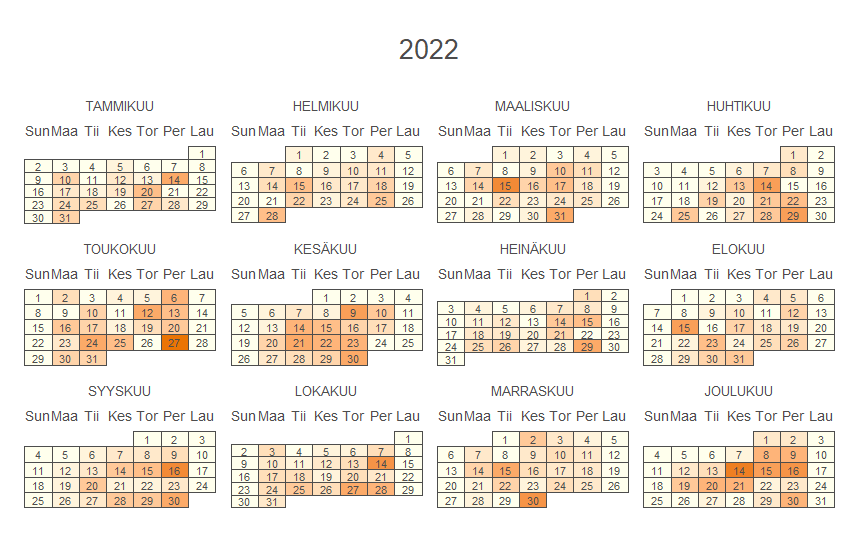 2022
TAMMIKUU
Sun Maa Tii Kes Tor Per Lau
1
2 3 4 5 6 7 8
9 10 11 12 13 14 15
16 17 18 19 20 21 22
23 24 25 26 27 28 29
30 31
HELMIKUU
Sun Maa Tii Kes Tor Per Lau
1 2 3 4 5
6 7 8 9 10 11 12
13 14 15 16 17 18 19
20 21 22 23 24 25 26
27 28
MAALISKUU
Sun Maa Tii Kes Tor Per Lau
1 2 3 4 5
6 7 8 9 10 11 12
13 14 15 16 17 18 19
20 21 22 23 24 25 26
27 28 29 30 31
HUHTIKUU
Sun Maa Tii Kes Tor Per Lau
1 2
3 4 5 6 7 8 9
10 11 12 13 14 15 16
17 18 19 20 21 22 23
24 25 26 27 28 29 30
TOUKOKUU
Sun Maa Tii Kes Tor Per Lau
1 2 3 4 5 6 7
8 9 10 11 12 13 14
15 16 17 18 19 20 21
22 23 24 25 26 27 28
29 30 31
KESÄKUU
Sun Maa Tii Kes Tor Per Lau
1 2 3 4
5 6 7 8 9 10 11
12 13 14 15 16 17 18
19 20 21 22 23 24 25
26 27 28 29 30
HEINÄKUU
Sun Maa Tii Kes Tor Per Lau
1 2
3 4 5 6 7 8 9
10 11 12 13 14 15 16
17 18 19 20 21 22 23
24 25 26 27 28 29 30
31
ELOKUU
Sun Maa Tii Kes Tor Per Lau
1 2 3 4 5 6
7 8 9 10 11 12 13
14 15 16 17 18 19 20
21 22 23 24 25 26 27
28 29 30 31
SYYSKUU
Sun Maa Tii Kes Tor Per Lau
1 2 3
4 5 6 7 8 9 10
11 12 13 14 15 16 17
18 19 20 21 22 23 24
25 26 27 28 29 30
LOKAKUU
Sun Maa Tii Kes Tor Per Lau
1
2 3 4 5 6 7 8
9 10 11 12 13 14 15
16 17 18 19 20 21 22
23 24 25 26 27 28 29
30 31
MARRASKUU
Sun Maa Tii Kes Tor Per Lau
1 2 3 4 5
6 7 8 9 10 11 12
13 14 15 16 17 18 19
20 21 22 23 24 25 26
27 28 29 30
JOULUKUU
Sun Maa Tii Kes Tor Per Lau
1 2 3
4 5 6 7 8 9 10
11 12 13 14 15 16 17
18 19 20 21 22 23 24
25 26 27 28 29 30 31